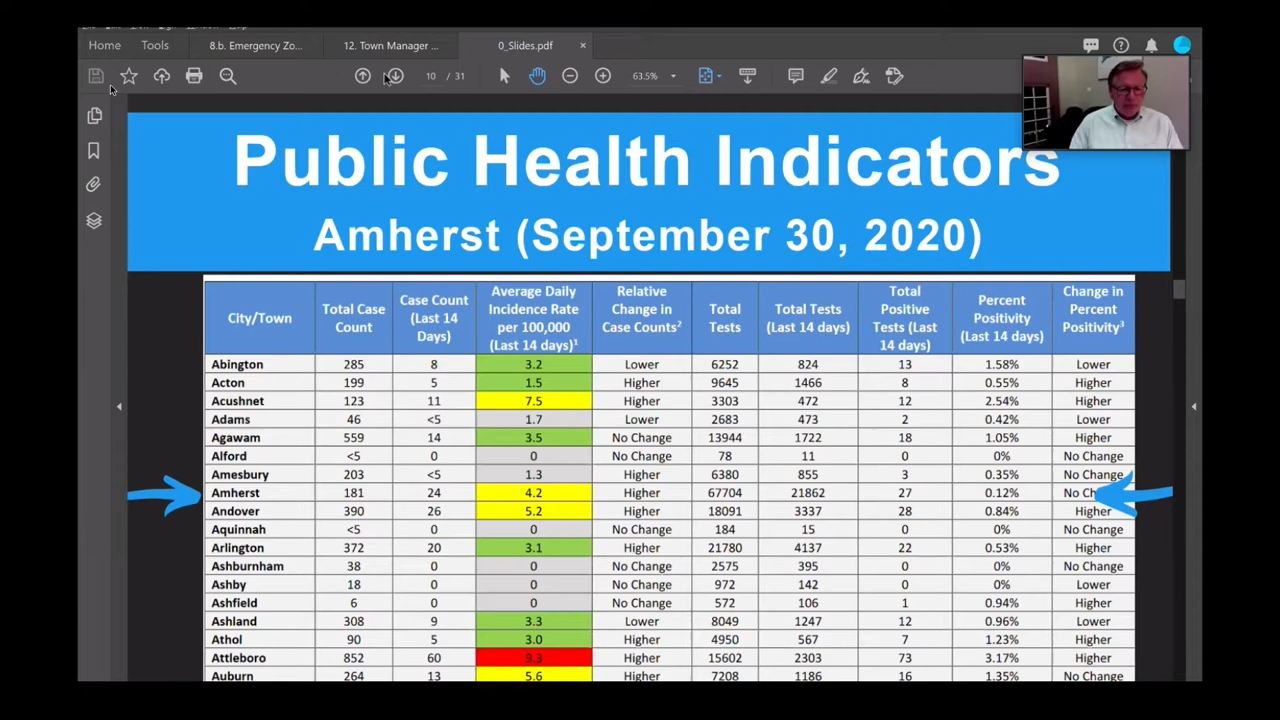 Home Tools 8.b. Emergency Zo... 12. Town Manager ... 0_Slides.pdf ×
10 / 31 63.5%
Public Health Indicators
Amherst (September 30, 2020)
City/Town Total Case Count Case Count (Last 14 Days) Average Daily Incidence Rate per 100,000 (Last 14 days)¹ Relative Change in Case Counts² Total Tests Total Tests (Last 14 days) Total Positive Tests (Last 14 days) Percent Positivity (Last 14 days) Change in Percent Positivity³
Abington 285 8 3.2 Lower 6252 824 13 1.58% Lower
Acton 199 5 1.5 Higher 9645 1466 8 0.55% Higher
Acushnet 123 11 7.5 Higher 3303 472 12 2.54% Higher
Adams 46 <5 1.7 Lower 2683 473 2 0.42% Lower
Agawam 559 14 3.5 No Change 13944 1722 18 1.05% Higher
Alford <5 0 0 No Change 78 11 0 0% No Change
Amesbury 203 <5 1.3 Higher 6380 855 3 0.35% No Change
Amherst 181 24 4.2 Higher 67704 21862 27 0.12% No
Andover 390 26 5.2 Higher 18091 3337 28 0.84% Higher
Aquinnah <5 0 0 No Change 184 15 0 0% No Change
Arlington 372 20 3.1 Higher 21780 4137 22 0.53% Higher
Ashburnham 38 0 0 No Change 2575 395 0 0% No Change
Ashby 18 0 0 No Change 972 142 0 0% Lower
Ashfield 6 0 0 No Change 572 106 1 0.94% Higher
Ashland 308 9 3.3 Lower 8049 1247 12 0.96% Lower
Athol 90 5 3.0 Higher 4950 567 7 1.23% Higher
Attleboro 852 60 9.3 Higher 15602 2303 73 3.17% Higher
Auburn 264 13 5.6 Higher 7208 1186 16 1.35% No Change